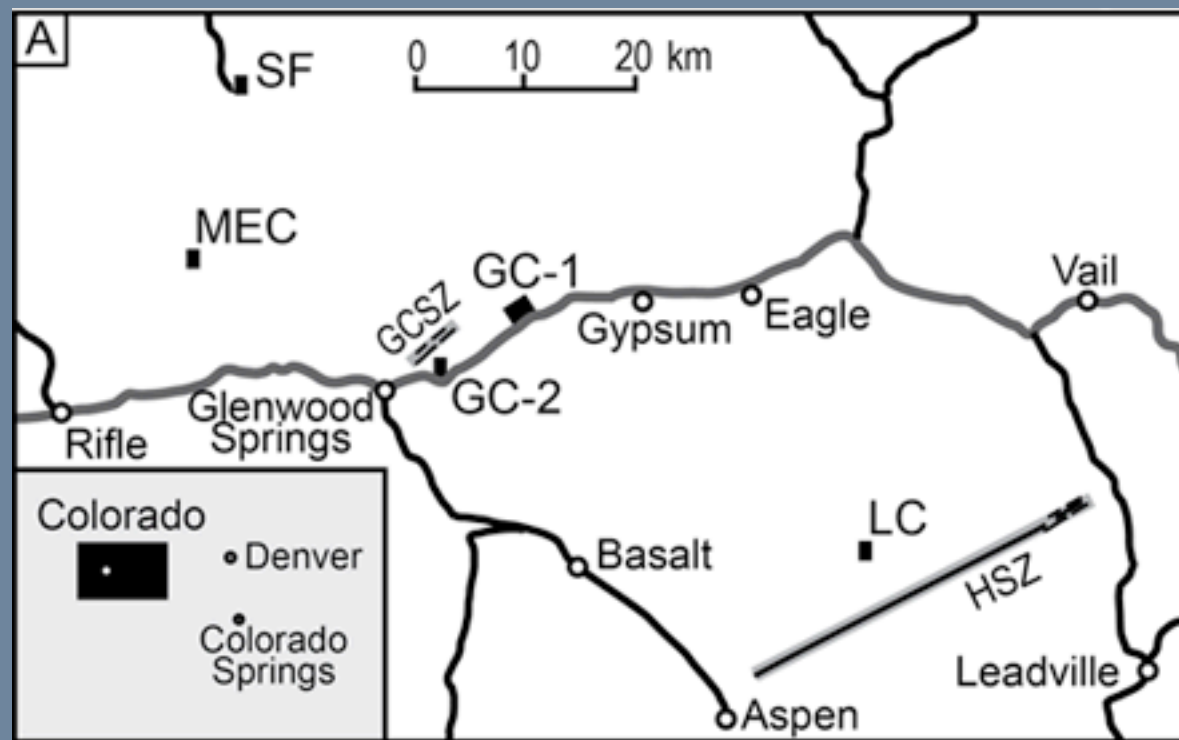 A
SF
0 10 20 km
MEC
GC-1
Vail
GCSZ
Gypsum
Eagle
GC-2
Glenwood
Springs
Rifle
Colorado
Denver
Colorado
Springs
LC
Basalt
HSZ
Leadville
Aspen